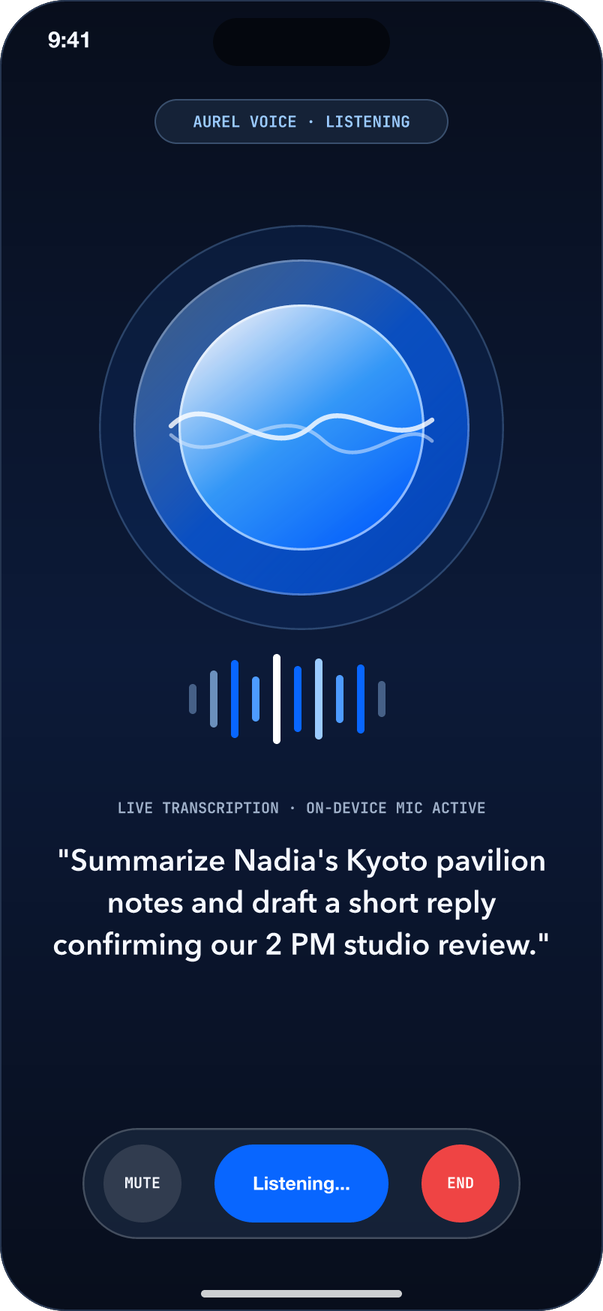 9:41
AUREL VOICE · LISTENING
LIVE TRANSCRIPTION · ON-DEVICE MIC ACTIVE
"Summarize Nadia's Kyoto pavilion
notes and draft a short reply
confirming our 2 PM studio review."
MUTE
Listening...
END